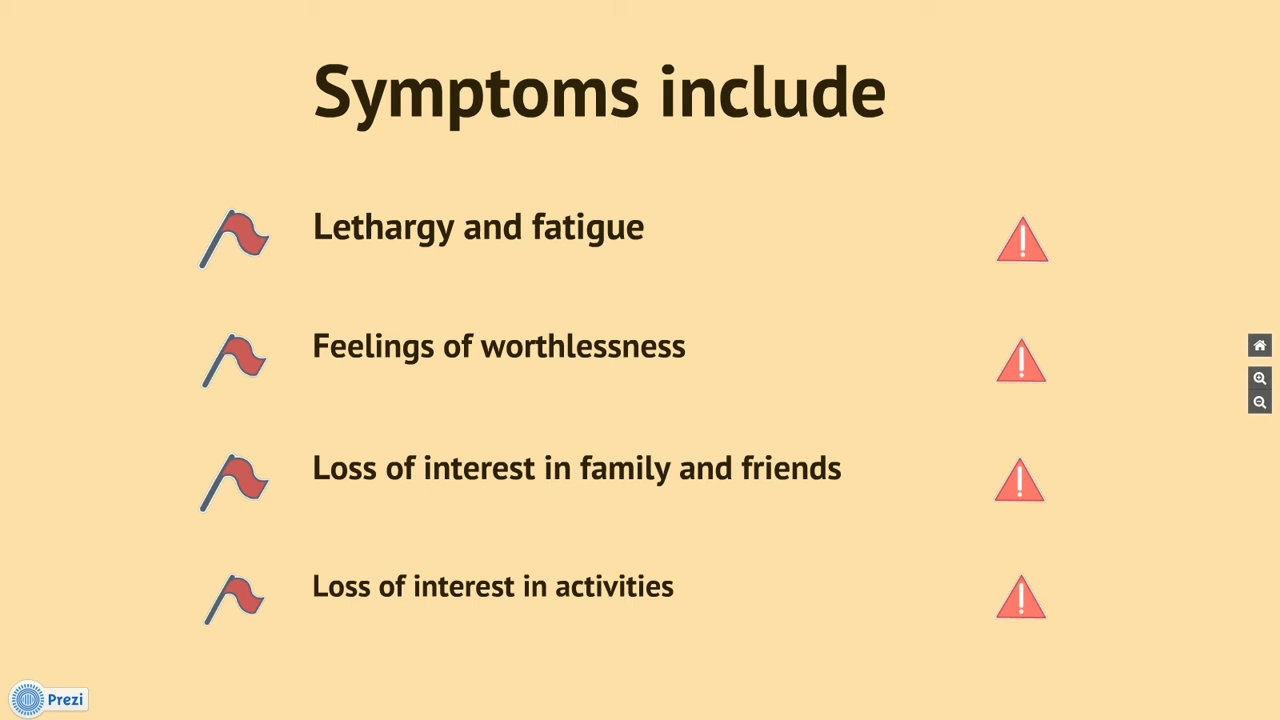 Symptoms include
Lethargy and fatigue
Feelings of worthlessness
Loss of interest in family and friends
Loss of interest in activities
Prezi